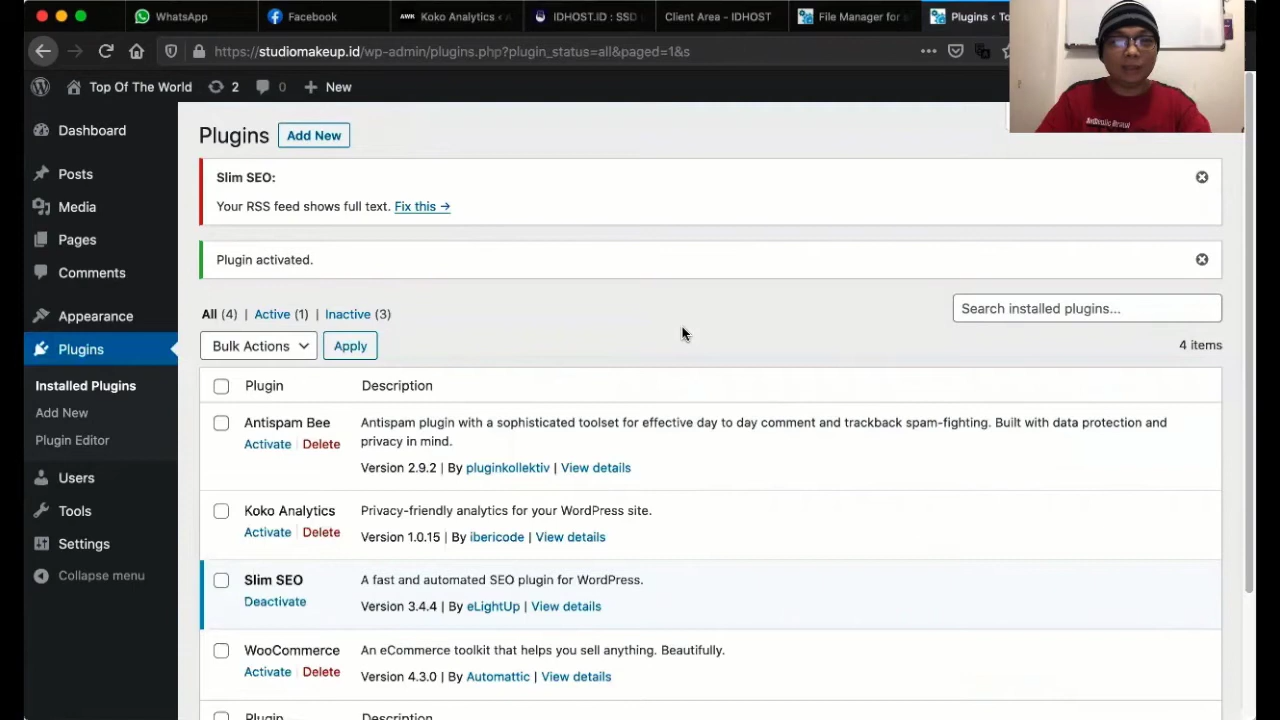 WhatsApp
Facebook
AWK Koko Analytics
IDHOST.ID : SSD
Client Area - IDHOST
File Manager for
Plugins ‹ To
https://studiomakeup.id/wp-admin/plugins.php?plugin_status=all&paged=1&s
Top Of The World
2
0
New
Dashboard
Posts
Media
Pages
Comments
Appearance
Plugins
Installed Plugins
Add New
Plugin Editor
Users
Tools
Settings
Collapse menu
Plugins Add New
Slim SEO:
Your RSS feed shows full text. Fix this →
Plugin activated.
All (4) | Active (1) | Inactive (3)
Search installed plugins...
Bulk Actions Apply
4 items
Plugin Description
Antispam Bee
Activate | Delete
Antispam plugin with a sophisticated toolset for effective day to day comment and trackback spam-fighting. Built with data protection and
privacy in mind.
Version 2.9.2 | By pluginkollektiv | View details
Koko Analytics
Activate | Delete
Privacy-friendly analytics for your WordPress site.
Version 1.0.15 | By ibericode | View details
Slim SEO
Deactivate
A fast and automated SEO plugin for WordPress.
Version 3.4.4 | By eLightUp | View details
WooCommerce
Activate | Delete
An eCommerce toolkit that helps you sell anything. Beautifully.
Version 4.3.0 | By Automattic | View details
Plugin Description